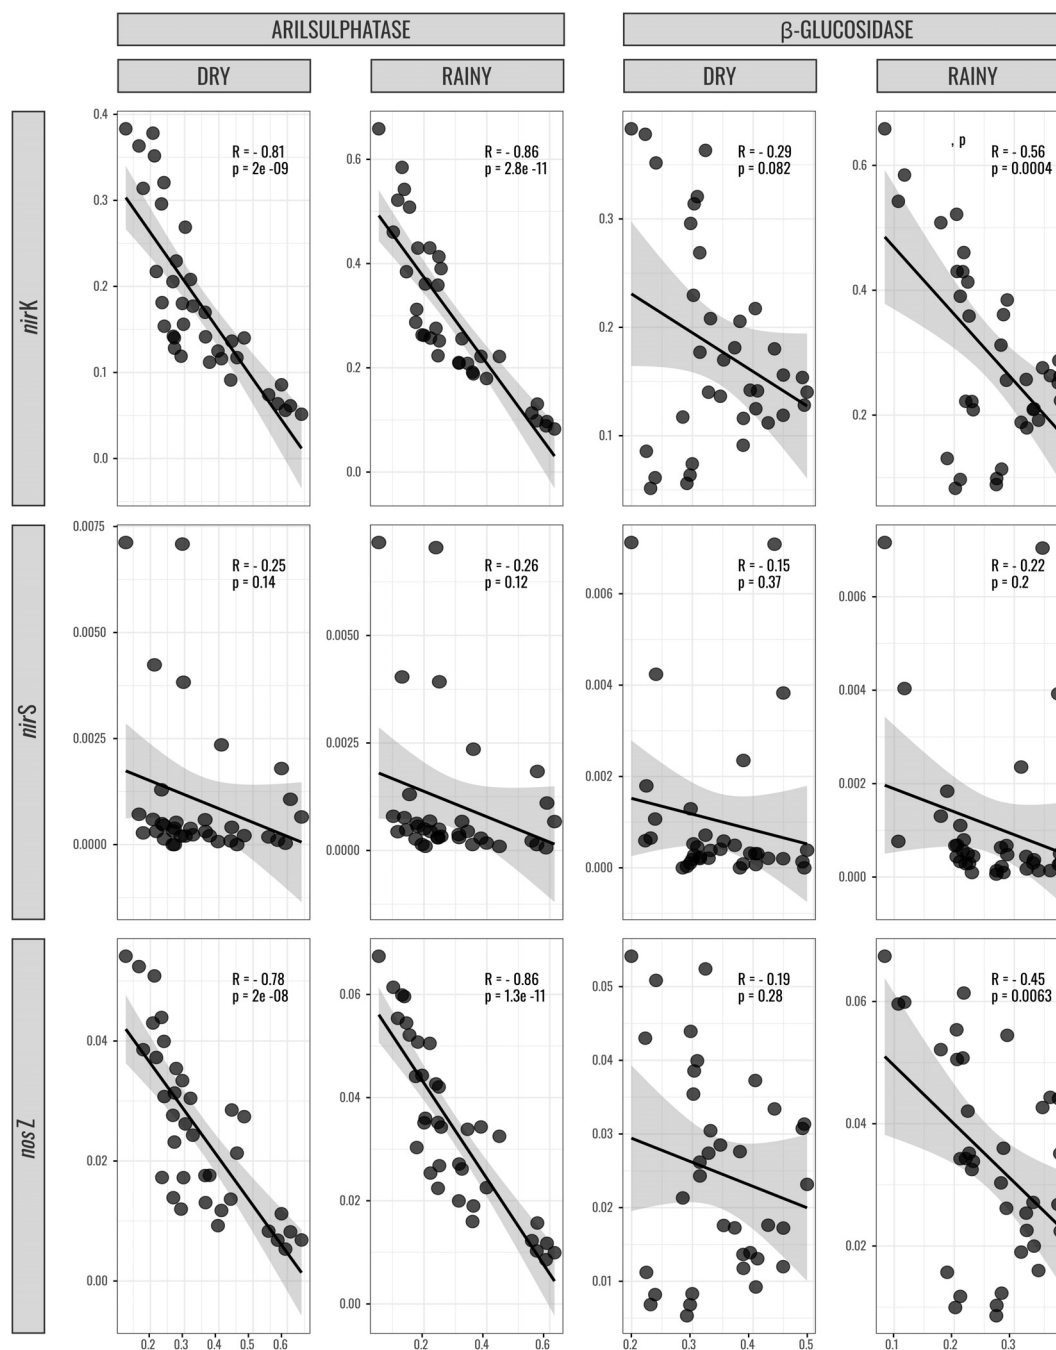 ARILSULPHATASE
β-GLUCOSIDASE
DRY
RAINY
DRY
RAINY
nirK
0.4
0.3
0.2
0.1
0.0
R = - 0.81
p = 2e -09
0.6
0.4
0.2
0.0
R = - 0.86
p = 2.8e -11
0.3
0.2
0.1
R = - 0.29
p = 0.082
0.6
0.4
0.2
, p
R = - 0.56
p = 0.0004
nirS
0.0075
0.0050
0.0025
0.0000
R = - 0.25
p = 0.14
0.0050
0.0025
0.0000
R = - 0.26
p = 0.12
0.006
0.004
0.002
0.000
R = - 0.15
p = 0.37
0.006
0.004
0.002
0.000
R = - 0.22
p = 0.2
nosZ
0.04
0.02
0.00
R = - 0.78
p = 2e -08
0.06
0.04
0.02
0.00
R = - 0.86
p = 1.3e -11
0.05
0.04
0.03
0.02
0.01
R = - 0.19
p = 0.28
0.06
0.04
0.02
R = - 0.45
p = 0.0063
0.2 0.3 0.4 0.5 0.6
0.2 0.4 0.6
0.2 0.3 0.4 0.5
0.1 0.2 0.3